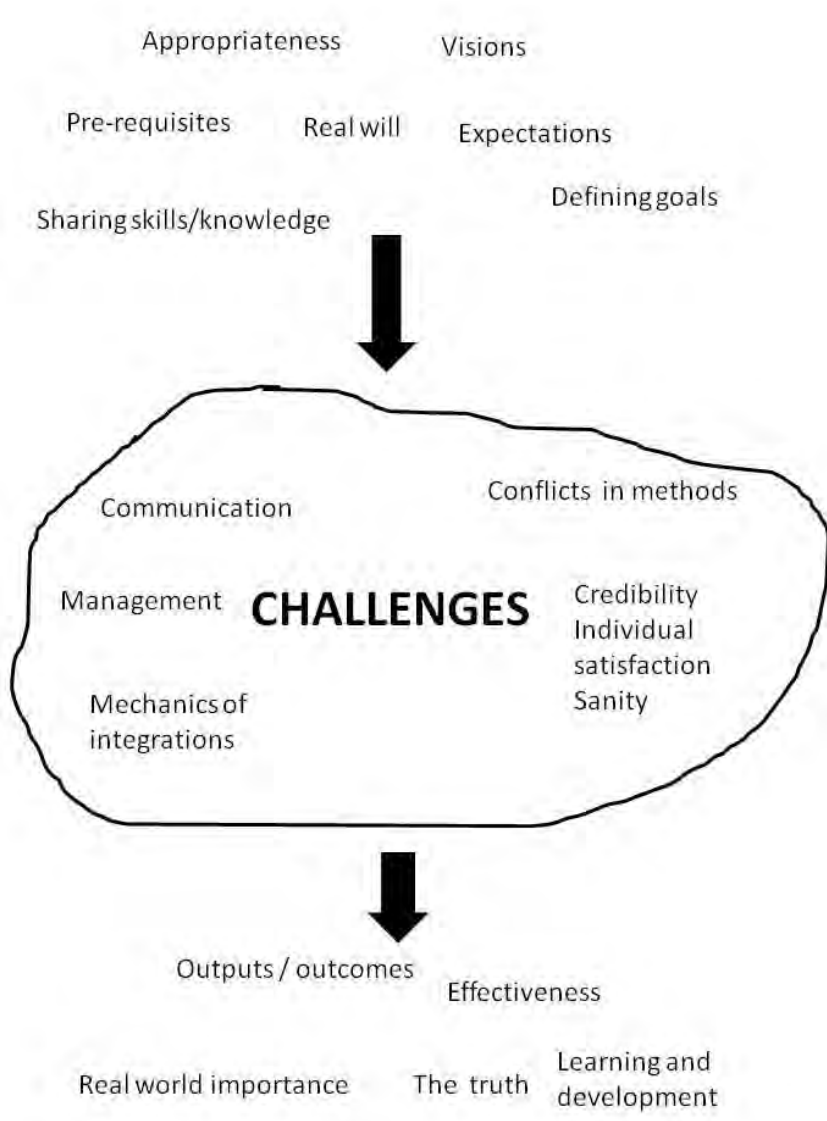 Appropriateness
Visions
Pre-requisites
Real will
Expectations
Defining goals
Sharing skills/knowledge
Conflicts in methods
Communication
Management
CHALLENGES
Credibility
Individual
satisfaction
Sanity
Mechanics of
integrations
Outputs / outcomes
Effectiveness
Real world importance
The truth
Learning and
development